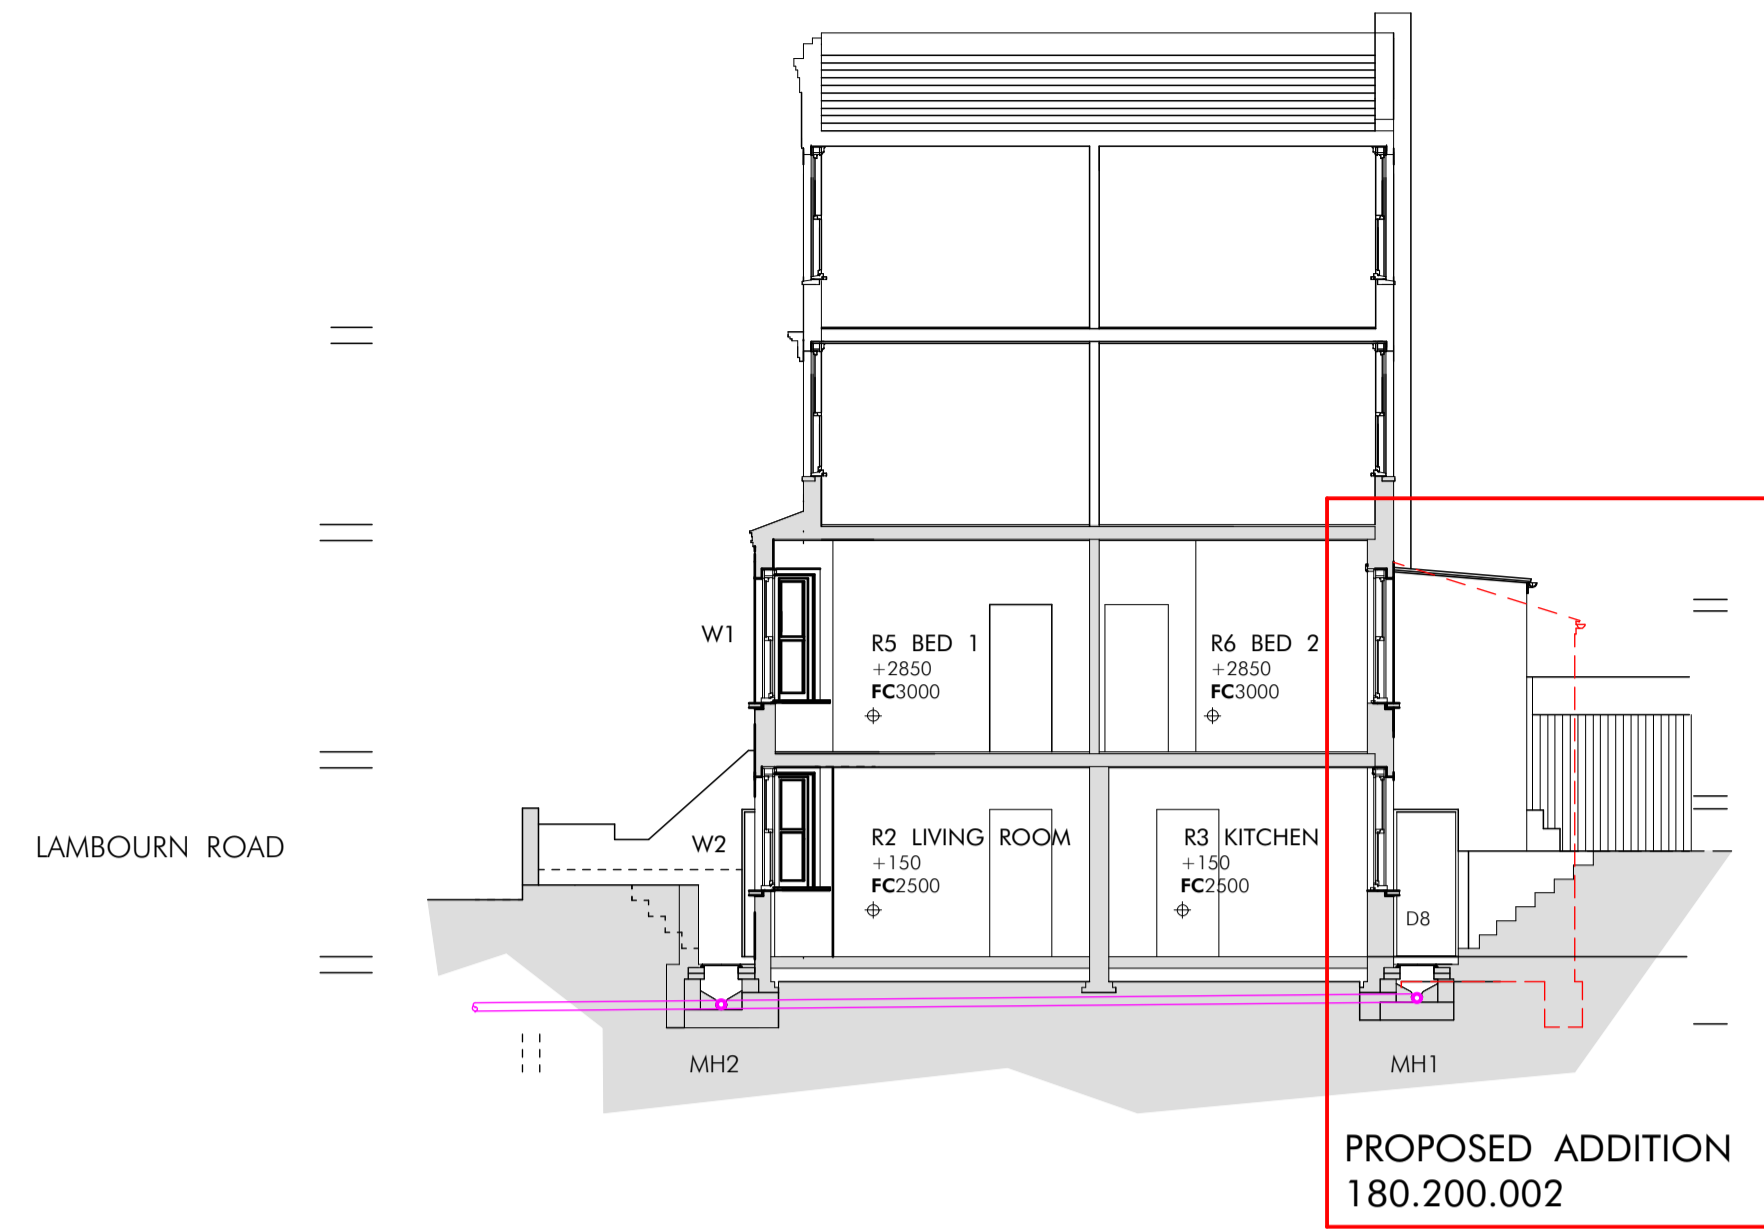 W1
R5 BED 1
+2850
FC3000
R6 BED 2
+2850
FC3000
LAMBOURN ROAD
W2
R2 LIVING ROOM
+150
FC2500
R3 KITCHEN
+150
FC2500
D8
MH2
MH1
PROPOSED ADDITION
180.200.002